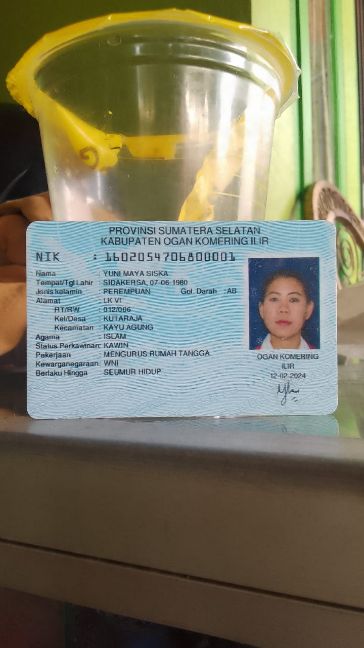 PROVINSI SUMATERA SELATAN
KABUPATEN OGAN KOMERING ILIR
NIK : 1602054706800001
Nama : YUNI MAYA SISKA
Tempat/Tgl Lahir : SIDAKERSA, 07-06-1980
Jenis kelamin : PEREMPUAN Gol. Darah :AB
Alamat : LK VI
RT/RW : 012/006
Kel/Desa : KUTARAJA
Kecamatan : KAYU AGUNG
Agama : ISLAM
Status Perkawinan: KAWIN
Pekerjaan : MENGURUS RUMAH TANGGA
Kewarganegaraan: WNI
Berlaku Hingga : SEUMUR HIDUP
OGAN KOMERING
ILIR
12-02-2024